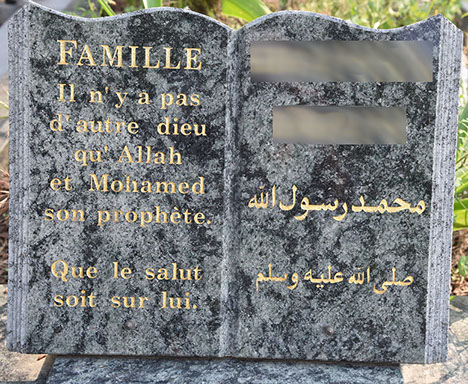 FAMILLE
Il n'y a pas
d'autre dieu
qu'Allah
et Mohamed
son prophète.
Que le salut
soit sur lui.
محمد رسول الله
صلى الله عليه وسلم